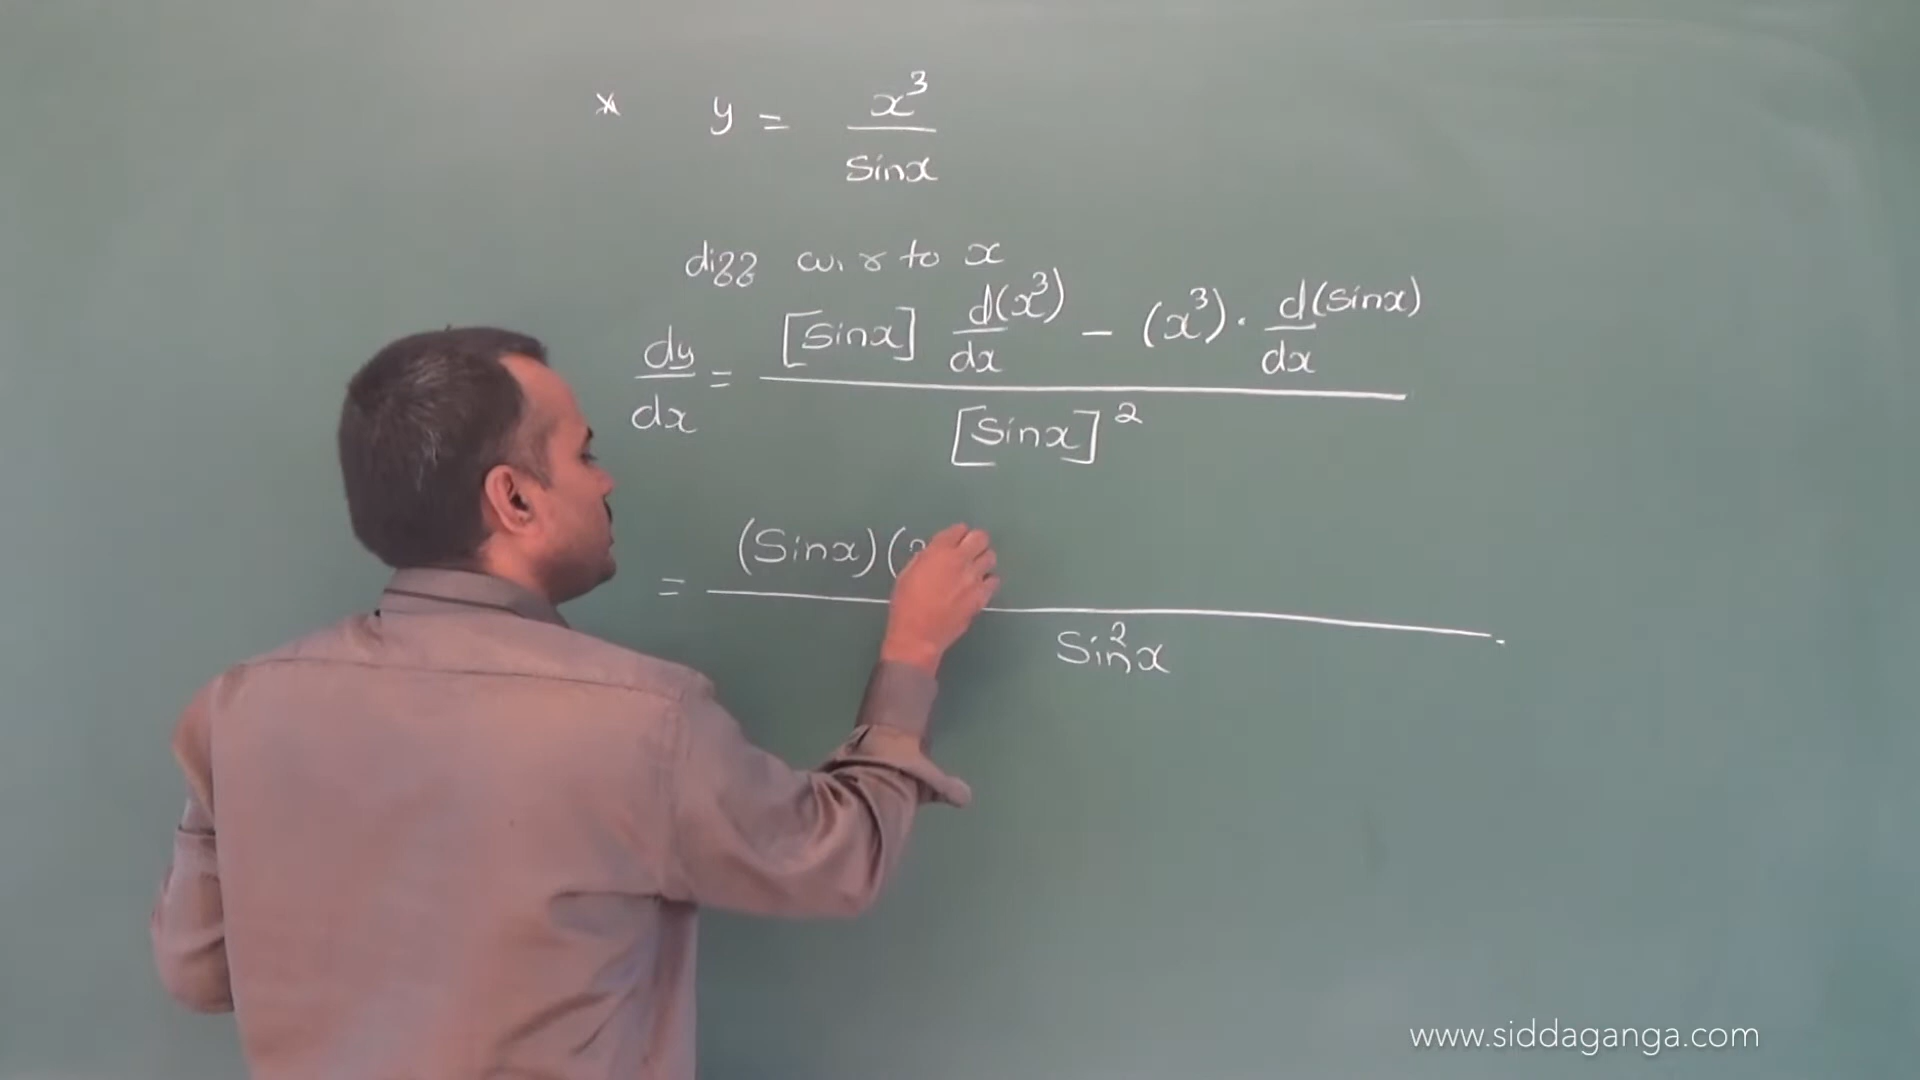 * y = x³/Sinx
diff w.r to x
dy/dx = [Sinx] d/dx(x³) - (x³) · d/dx(Sinx) / [Sinx]²
= (Sinx)( / Sin²x
www.siddaganga.com